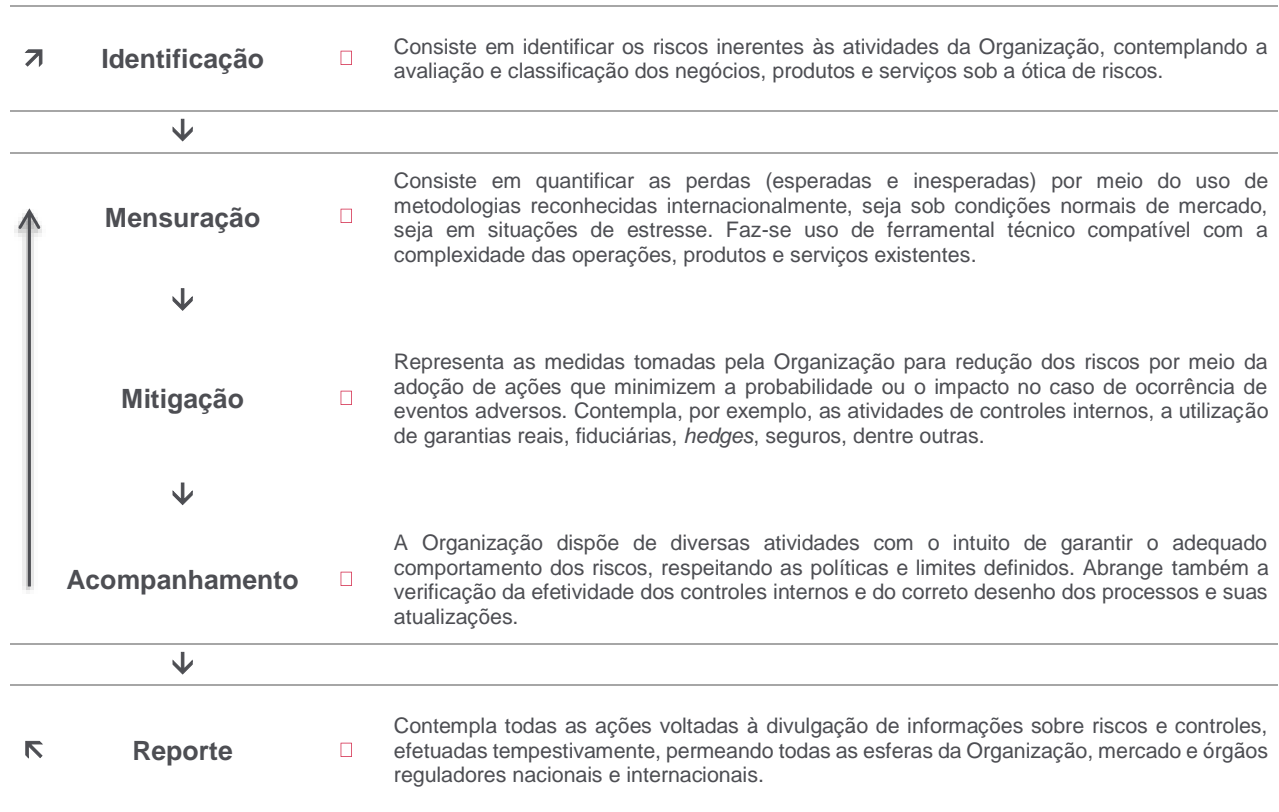 Identificação
Consiste em identificar os riscos inerentes às atividades da Organização, contemplando a
avaliação e classificação dos negócios, produtos e serviços sob a ótica de riscos.
Mensuração
Consiste em quantificar as perdas (esperadas e inesperadas) por meio do uso de
metodologias reconhecidas internacionalmente, seja sob condições normais de mercado,
seja em situações de estresse. Faz-se uso de ferramental técnico compatível com a
complexidade das operações, produtos e serviços existentes.
Mitigação
Representa as medidas tomadas pela Organização para redução dos riscos por meio da
adoção de ações que minimizem a probabilidade ou o impacto no caso de ocorrência de
eventos adversos. Contempla, por exemplo, as atividades de controles internos, a utilização
de garantias reais, fiduciárias, hedges, seguros, dentre outras.
Acompanhamento
A Organização dispõe de diversas atividades com o intuito de garantir o adequado
comportamento dos riscos, respeitando as políticas e limites definidos. Abrange também a
verificação da efetividade dos controles internos e do correto desenho dos processos e suas
atualizações.
Reporte
Contempla todas as ações voltadas à divulgação de informações sobre riscos e controles,
efetuadas tempestivamente, permeando todas as esferas da Organização, mercado e órgãos
reguladores nacionais e internacionais.